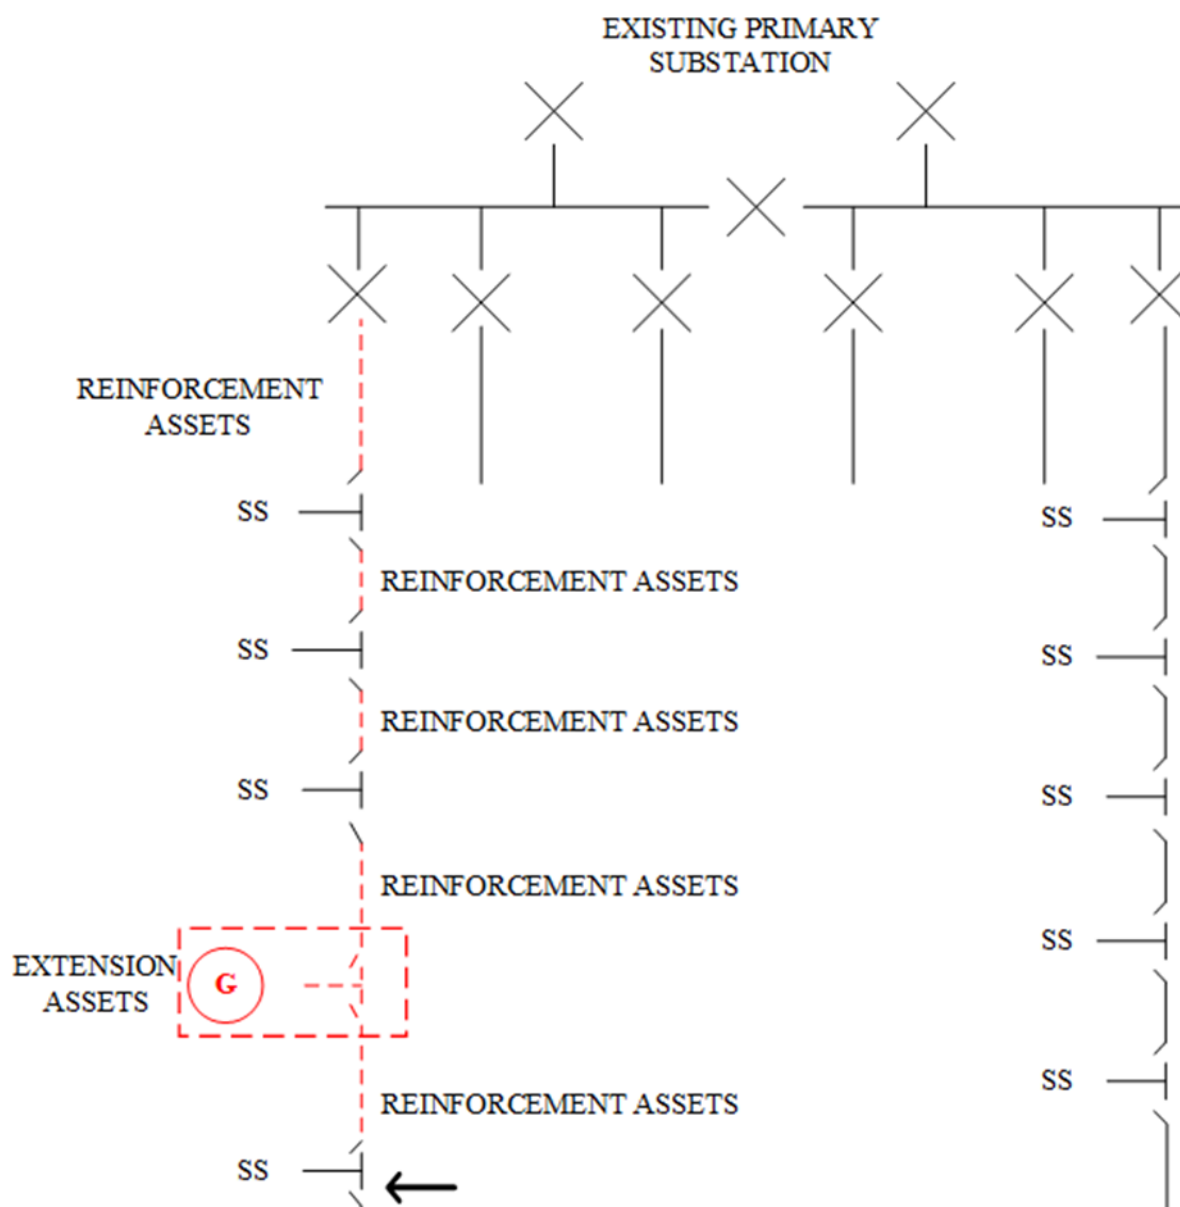 EXISTING PRIMARY
SUBSTATION
REINFORCEMENT
ASSETS
SS
SS
REINFORCEMENT ASSETS
SS
SS
REINFORCEMENT ASSETS
SS
SS
REINFORCEMENT ASSETS
SS
EXTENSION
ASSETS
G
SS
REINFORCEMENT ASSETS
SS